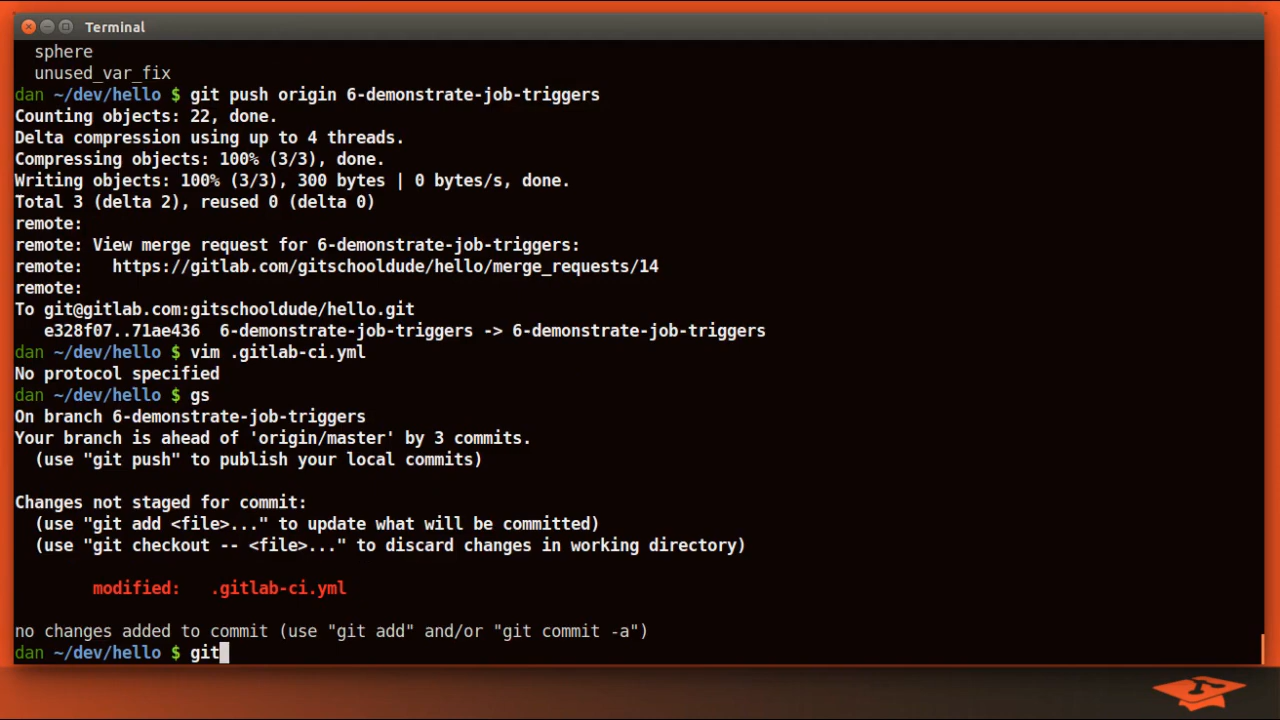 Terminal
sphere
unused_var_fix
dan ~/dev/hello $ git push origin 6-demonstrate-job-triggers
Counting objects: 22, done.
Delta compression using up to 4 threads.
Compressing objects: 100% (3/3), done.
Writing objects: 100% (3/3), 300 bytes | 0 bytes/s, done.
Total 3 (delta 2), reused 0 (delta 0)
remote:
remote: View merge request for 6-demonstrate-job-triggers:
remote:   https://gitlab.com/gitschooldude/hello/merge_requests/14
remote:
To git@gitlab.com:gitschooldude/hello.git
   e328f07..71ae436  6-demonstrate-job-triggers -> 6-demonstrate-job-triggers
dan ~/dev/hello $ vim .gitlab-ci.yml
No protocol specified
dan ~/dev/hello $ gs
On branch 6-demonstrate-job-triggers
Your branch is ahead of 'origin/master' by 3 commits.
  (use "git push" to publish your local commits)
Changes not staged for commit:
  (use "git add <file>..." to update what will be committed)
  (use "git checkout -- <file>..." to discard changes in working directory)
        modified:   .gitlab-ci.yml
no changes added to commit (use "git add" and/or "git commit -a")
dan ~/dev/hello $ git